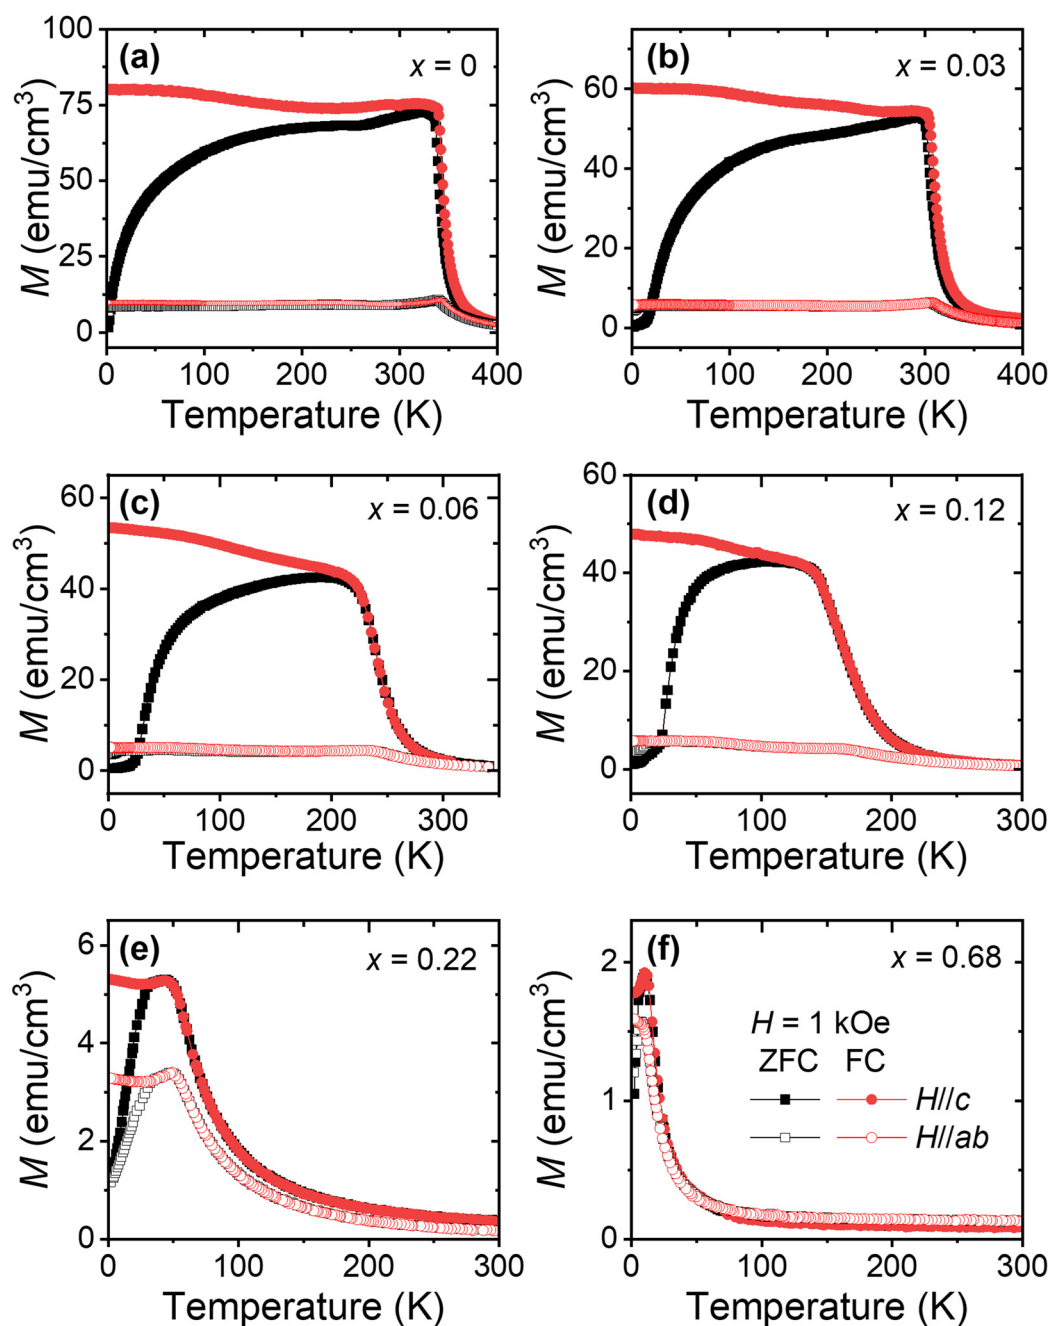 (a)
x = 0
100
75
50
25
0
M (emu/cm³)
0 100 200 300 400
Temperature (K)
(b)
x = 0.03
60
40
20
0
M (emu/cm³)
0 100 200 300 400
Temperature (K)
(c)
x = 0.06
60
40
20
0
M (emu/cm³)
0 100 200 300
Temperature (K)
(d)
x = 0.12
60
40
20
0
M (emu/cm³)
0 100 200 300
Temperature (K)
(e)
x = 0.22
6
4
2
0
M (emu/cm³)
0 100 200 300
Temperature (K)
(f)
x = 0.68
2
1
0
M (emu/cm³)
H = 1 kOe
ZFC FC
H//c
H//ab
0 100 200 300
Temperature (K)